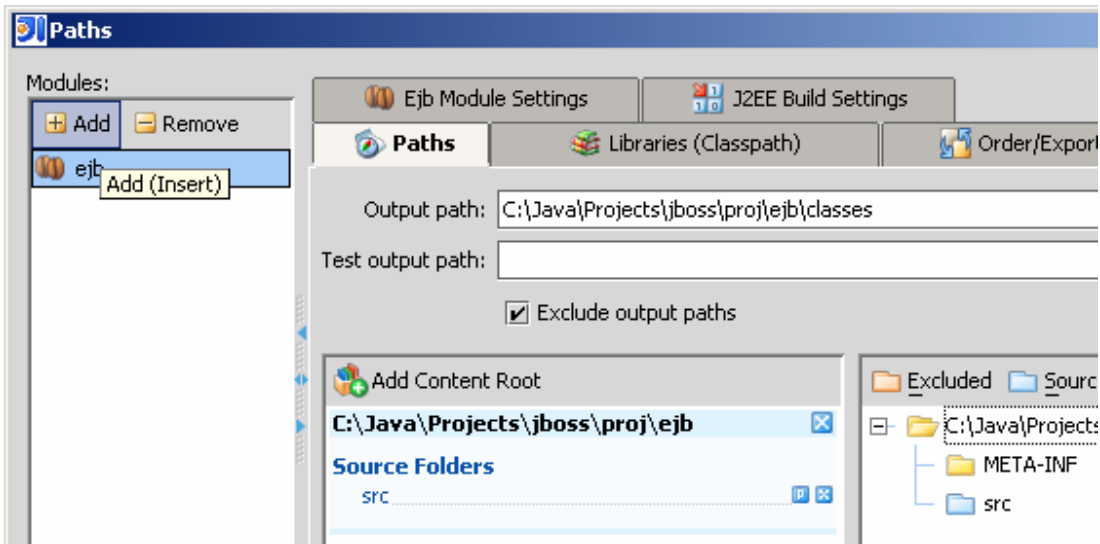 Paths
Modules:
Add Remove
ejb
Add (Insert)
Ejb Module Settings J2EE Build Settings
Paths Libraries (Classpath) Order/Export
Output path: C:\Java\Projects\jboss\proj\ejb\classes
Test output path:
Exclude output paths
Add Content Root
C:\Java\Projects\jboss\proj\ejb
Source Folders
src
Excluded Sourc
C:\Java\Projects
META-INF
src